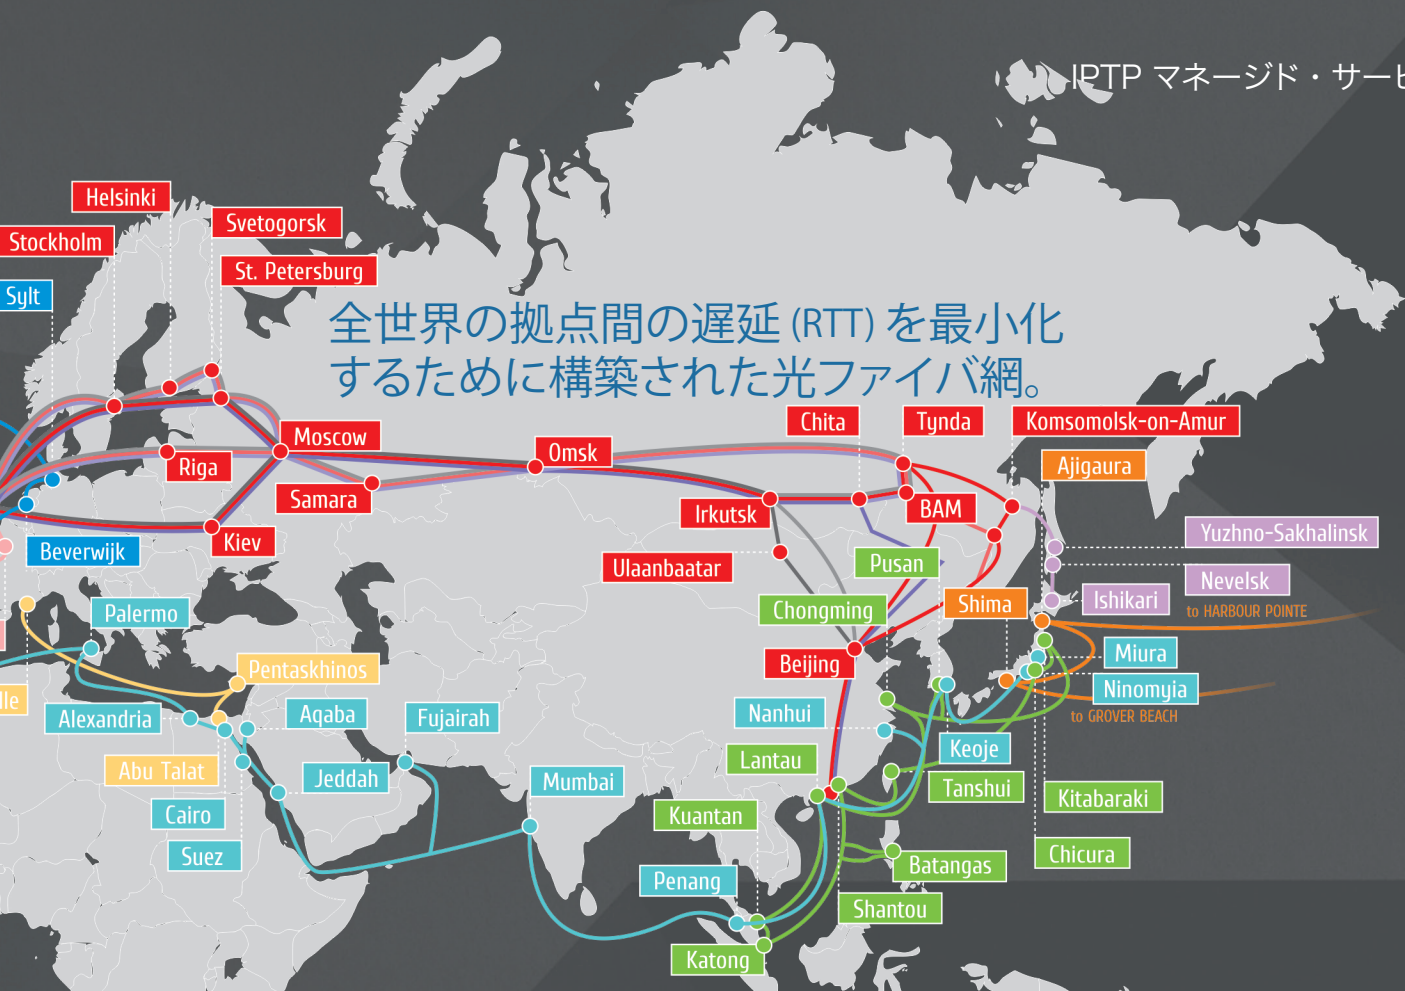 IPTP マネージド・サービ
Helsinki
Svetogorsk
Stockholm
St. Petersburg
Sylt
全世界の拠点間の遅延 (RTT) を最小化
するために構築された光ファイバ網。
Chita
Tynda
Komsomolsk-on-Amur
Moscow
Omsk
Riga
Ajigaura
Samara
BAM
Irkutsk
Kiev
Yuzhno-Sakhalinsk
Beverwijk
Pusan
Ulaanbaatar
Nevelsk
Palermo
Chongming
Shima
Ishikari
to HARBOUR POINTE
Miura
Pentaskhinos
Beijing
Ninomyia
lle
Alexandria
Aqaba
Fujairah
Nanhui
to GROVER BEACH
Keoje
Lantau
Abu Talat
Jeddah
Mumbai
Tanshui
Kitabaraki
Cairo
Kuantan
Suez
Chicura
Batangas
Penang
Shantou
Katong